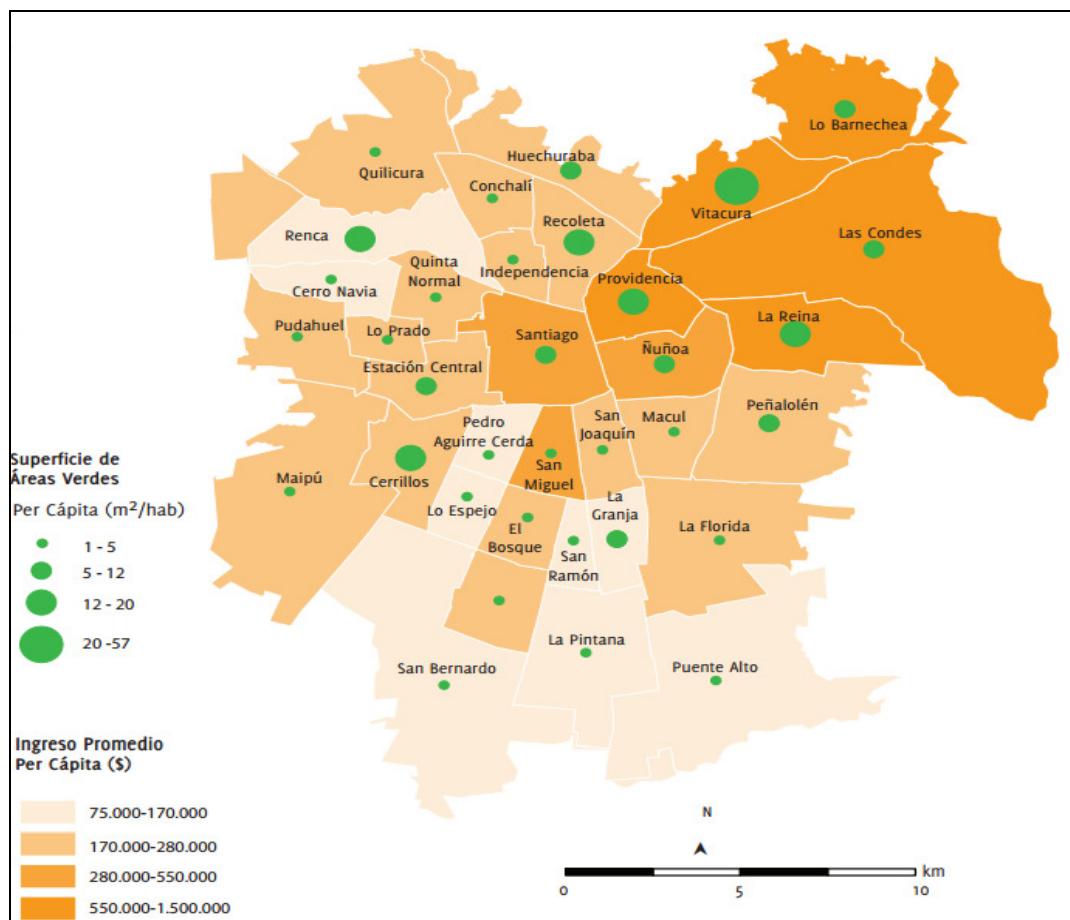 Lo Barnechea
Huechuraba
Quilicura
Conchalí
Vitacura
Recoleta
Las Condes
Renca
Quinta
Normal
Independencia
Providencia
Cerro Navia
Pudahuel
Lo Prado
Santiago
La Reina
Ñuñoa
Estación Central
Peñalolén
Pedro
Aguirre Cerda
San
Joaquín
Macul
Maipú
Cerrillos
San
Miguel
La
Granja
Lo Espejo
El
Bosque
San
Ramón
La Florida
La Pintana
San Bernardo
Puente Alto
Superficie de
Áreas Verdes
Per Cápita (m²/hab)
1 - 5
5 - 12
12 - 20
20 -57
Ingreso Promedio
Per Cápita ($)
75.000-170.000
170.000-280.000
280.000-550.000
550.000-1.500.000
N
km
0
5
10